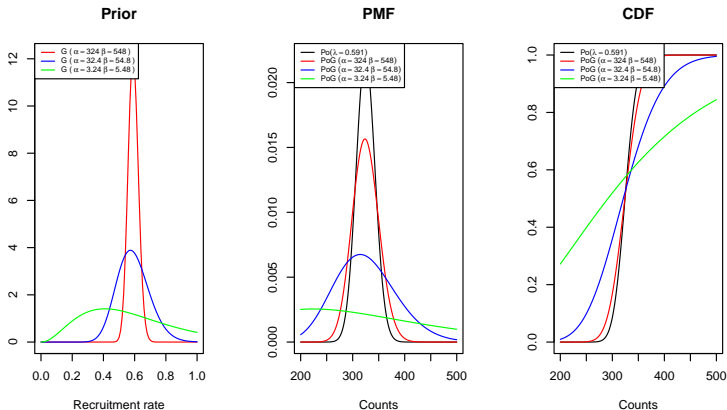 Prior
G ( α = 324 β = 548)
G ( α = 32.4 β = 54.8)
G ( α = 3.24 β = 5.48)
12
10
8
6
4
2
0
0.0 0.2 0.4 0.6 0.8 1.0
Recruitment rate
PMF
Po(λ = 0.591)
PoG ( α = 324 β = 548)
PoG ( α = 32.4 β = 54.8)
PoG ( α = 3.24 β = 5.48)
0.020
0.015
0.010
0.005
0.000
200 300 400 500
Counts
CDF
Po(λ = 0.591)
PoG ( α = 324 β = 548)
PoG ( α = 32.4 β = 54.8)
PoG ( α = 3.24 β = 5.48)
1.0
0.8
0.6
0.4
0.2
0.0
200 300 400 500
Counts